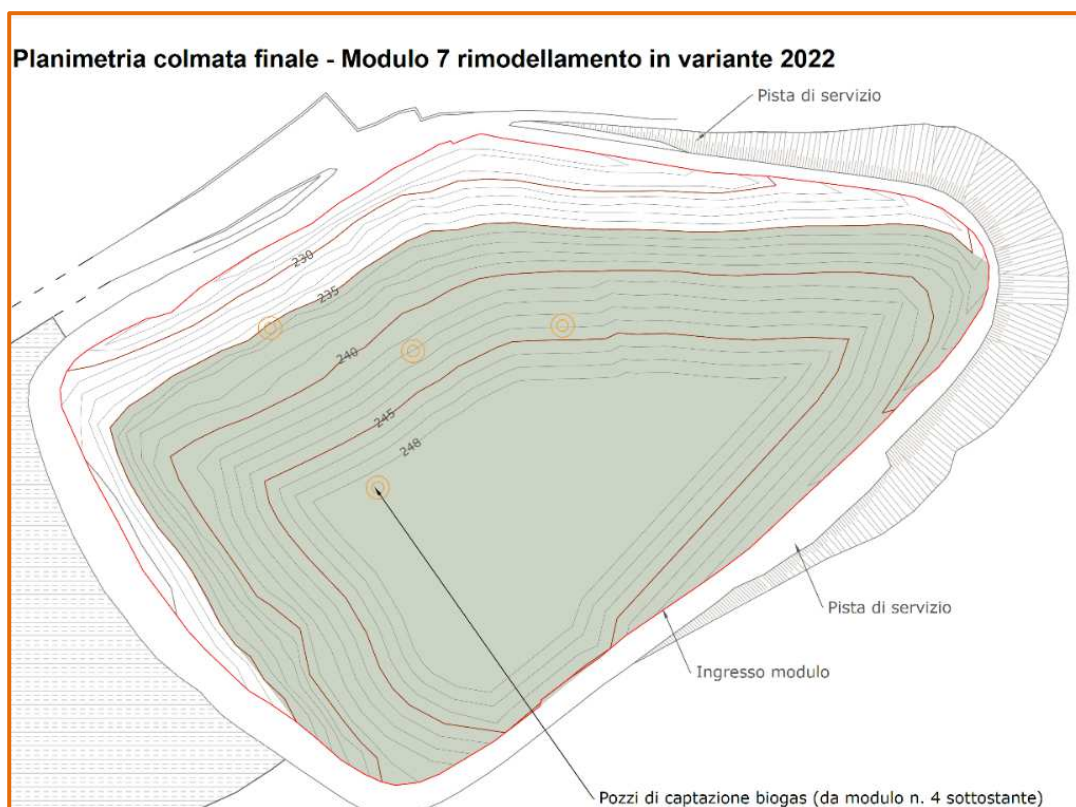 Planimetria colmata finale - Modulo 7 rimodellamento in variante 2022
Pista di servizio
230
235
240
245
248
Pista di servizio
Ingresso modulo
Pozzi di captazione biogas (da modulo n. 4 sottostante)